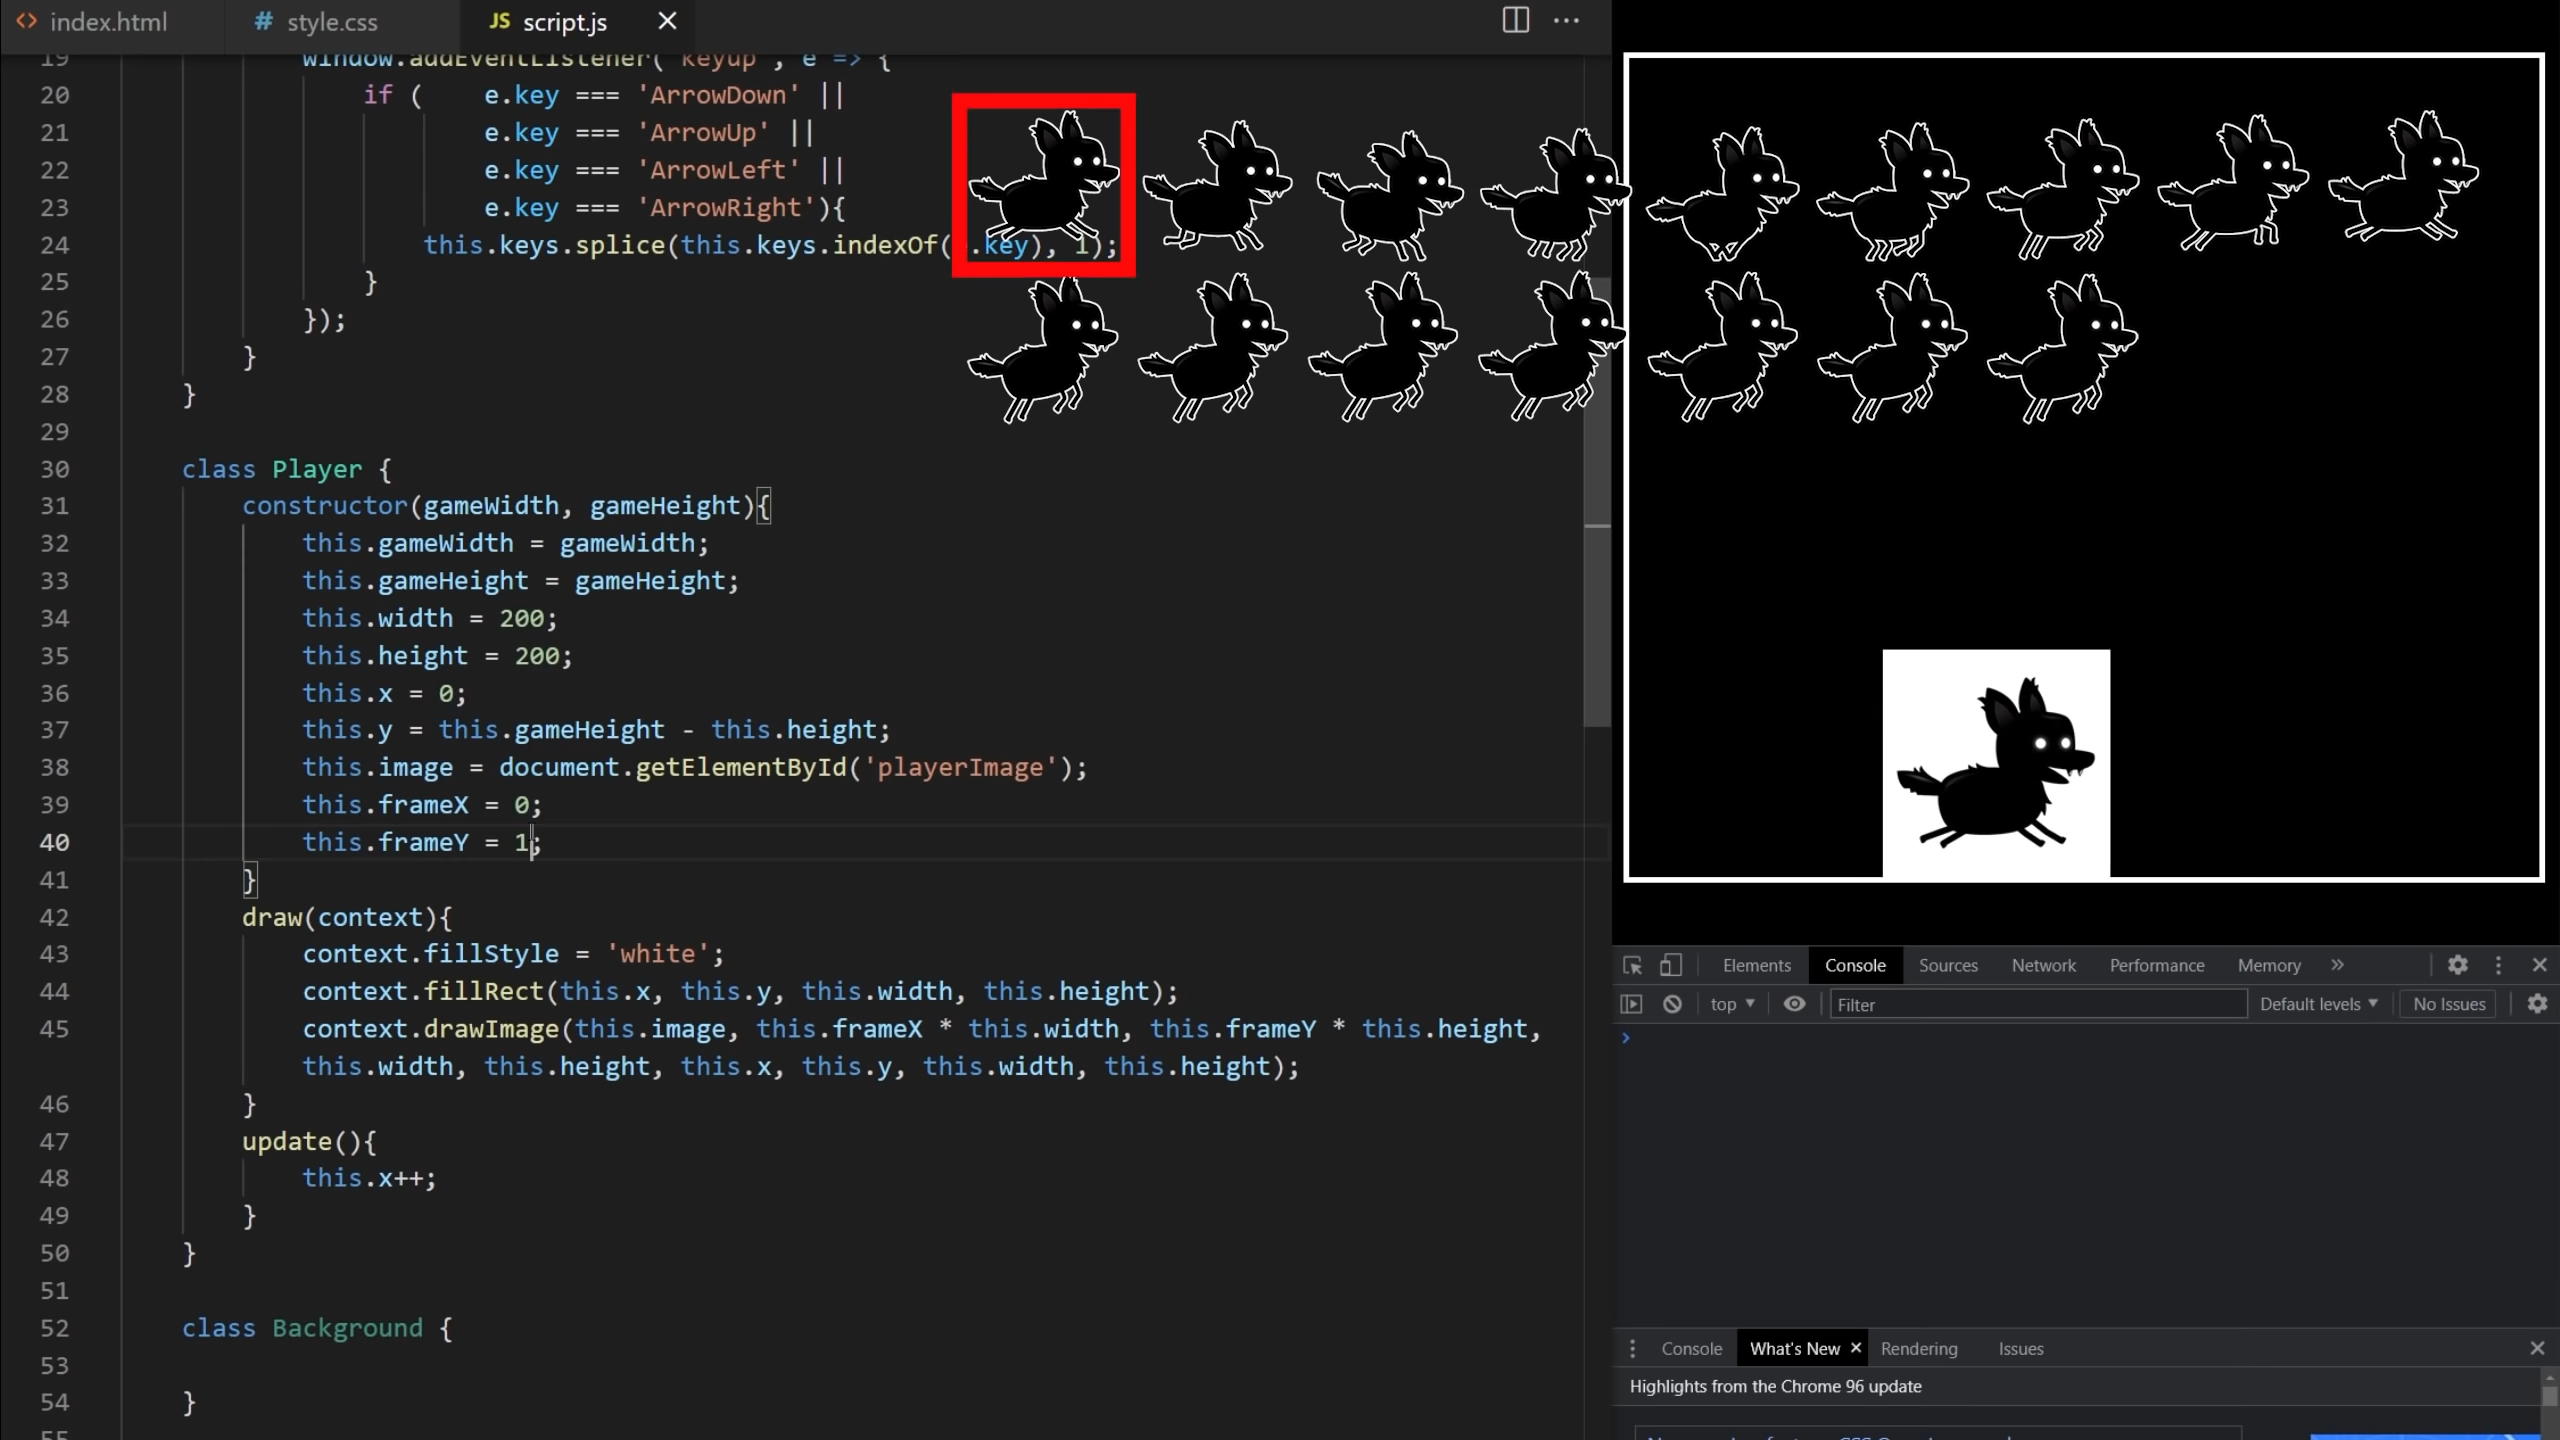 index.html
style.css
JS script.js
19 window.addEventListener('keyup', e => {
20 if ( e.key === 'ArrowDown' ||
21 e.key === 'ArrowUp' ||
22 e.key === 'ArrowLeft' ||
23 e.key === 'ArrowRight'){
24 this.keys.splice(this.keys.indexOf( .key), 1);
25 }
26 });
27 }
28 }
29
30 class Player {
31 constructor(gameWidth, gameHeight){
32 this.gameWidth = gameWidth;
33 this.gameHeight = gameHeight;
34 this.width = 200;
35 this.height = 200;
36 this.x = 0;
37 this.y = this.gameHeight - this.height;
38 this.image = document.getElementById('playerImage');
39 this.frameX = 0;
40 this.frameY = 1;
41 }
42 draw(context){
43 context.fillStyle = 'white';
44 context.fillRect(this.x, this.y, this.width, this.height);
45 context.drawImage(this.image, this.frameX * this.width, this.frameY * this.height,
this.width, this.height, this.x, this.y, this.width, this.height);
46 }
47 update(){
48 this.x++;
49 }
50 }
51
52 class Background {
53
54 }
55
Elements Console Sources Network Performance Memory
top Filter Default levels No Issues
Console What's New Rendering Issues
Highlights from the Chrome 96 update